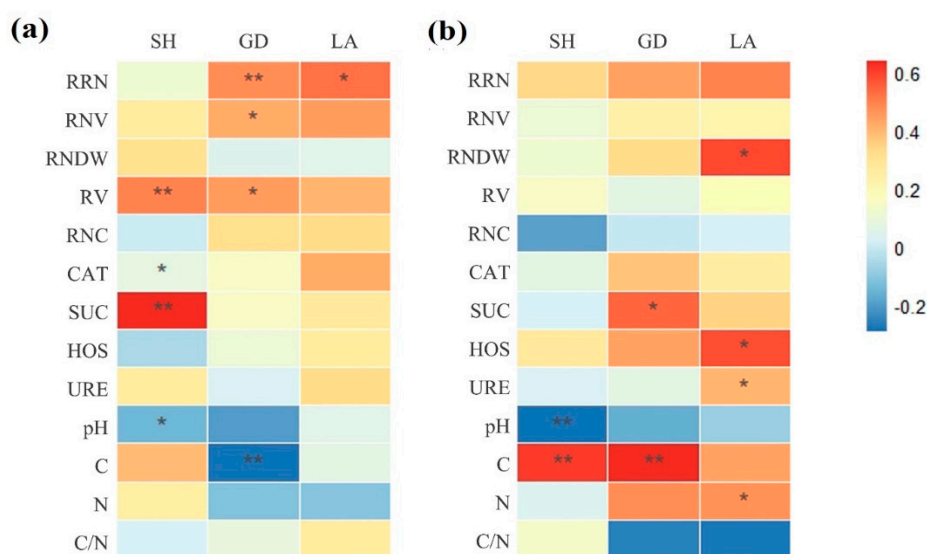 (a) SH GD LA (b) SH GD LA
RRN ** * RRN 0.6
RNV * RNV
RNDW RNDW * 0.4
RV ** * RV
RNC RNC 0.2
CAT * CAT
SUC ** SUC * 0
HOS HOS *
URE URE * -0.2
pH * pH **
C ** C ** **
N N *
C/N C/N